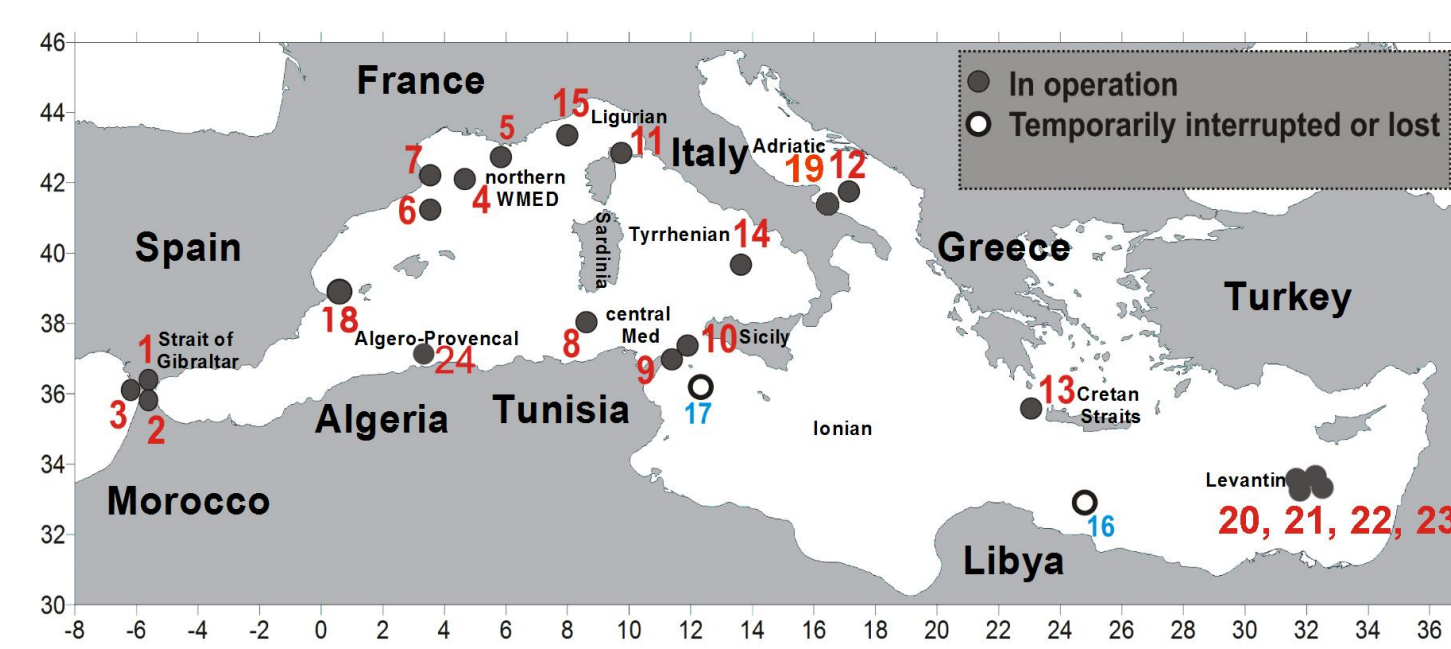 46
44
42
40
38
36
34
32
30
-8 -6 -4 -2 0 2 4 6 8 10 12 14 16 18 20 22 24 26 28 30 32 34 36
In operation
Temporarily interrupted or lost
France
15
Ligurian
5
11
Italy
Adriatic
19 12
7
northern
WMED
4
6
Spain
Sardinia
Tyrrhenian 14
Greece
Turkey
18
central
Med
1 Strait of
Gibraltar
Algero-Provencal
24
8
10 Sicily
9
3
2
17
13 Cretan
Straits
Algeria
Tunisia
Ionian
Morocco
Levantin
20, 21, 22, 23
16
Libya